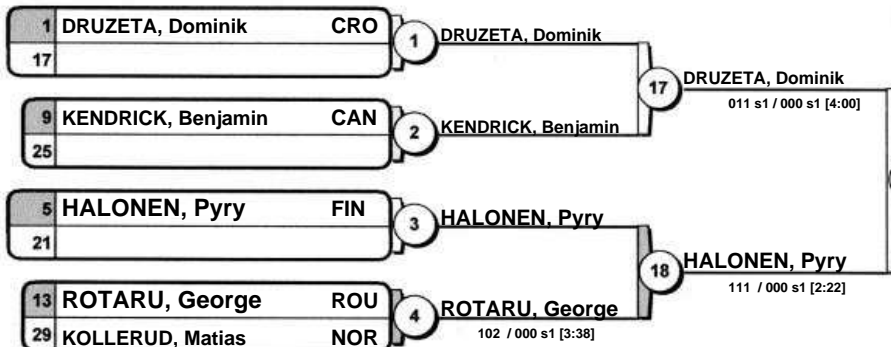 1 DRUZETA, Dominik CRO
17
1
DRUZETA, Dominik
9 KENDRICK, Benjamin CAN
25
2
KENDRICK, Benjamin
17
DRUZETA, Dominik
011 s1 / 000 s1 [4:00]
5 HALONEN, Pyry FIN
21
3
HALONEN, Pyry
13 ROTARU, George ROU
29 KOLLERUD, Matias NOR
4
ROTARU, George
102 / 000 s1 [3:38]
18
HALONEN, Pyry
111 / 000 s1 [2:22]